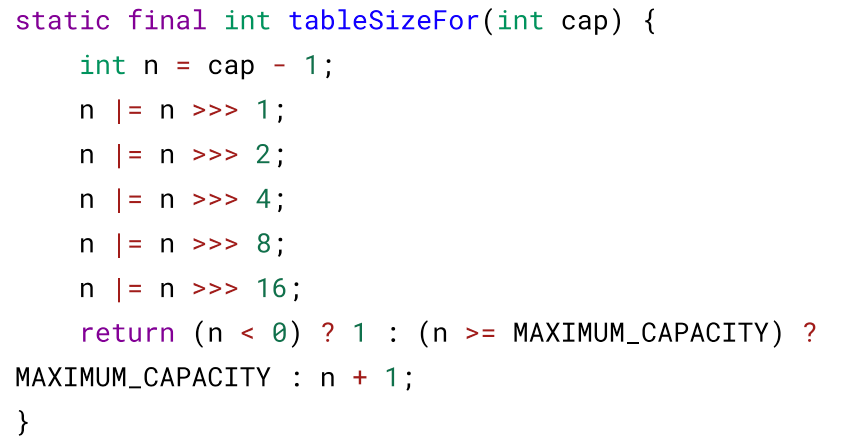 static final int tableSizeFor(int cap) {
    int n = cap - 1;
    n |= n >>> 1;
    n |= n >>> 2;
    n |= n >>> 4;
    n |= n >>> 8;
    n |= n >>> 16;
    return (n < 0) ? 1 : (n >= MAXIMUM_CAPACITY) ?
MAXIMUM_CAPACITY : n + 1;
}